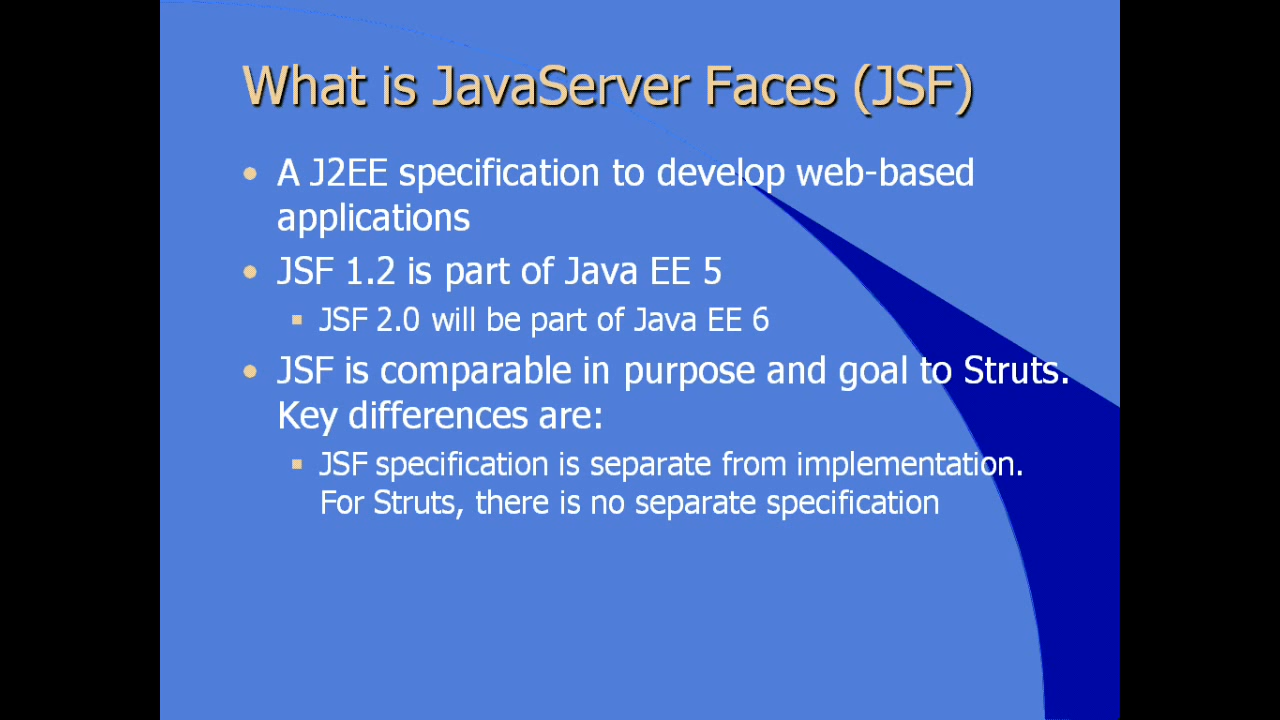 What is JavaServer Faces (JSF)
• A J2EE specification to develop web-based
applications
• JSF 1.2 is part of Java EE 5
▪ JSF 2.0 will be part of Java EE 6
• JSF is comparable in purpose and goal to Struts.
Key differences are:
▪ JSF specification is separate from implementation.
For Struts, there is no separate specification